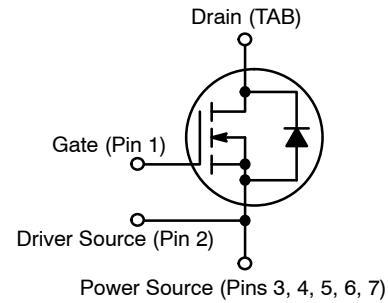 Drain (TAB)
Gate (Pin 1)
Driver Source (Pin 2)
Power Source (Pins 3, 4, 5, 6, 7)